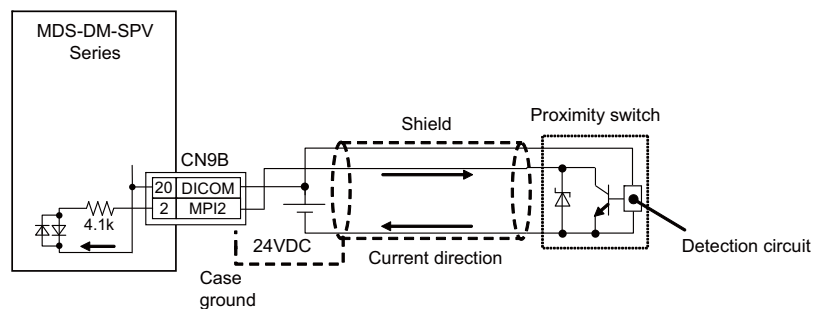 MDS-DM-SPV
Series
Proximity switch
Shield
CN9B
20 DICOM
2 MPI2
4.1k
24VDC
Current direction
Detection circuit
Case
ground